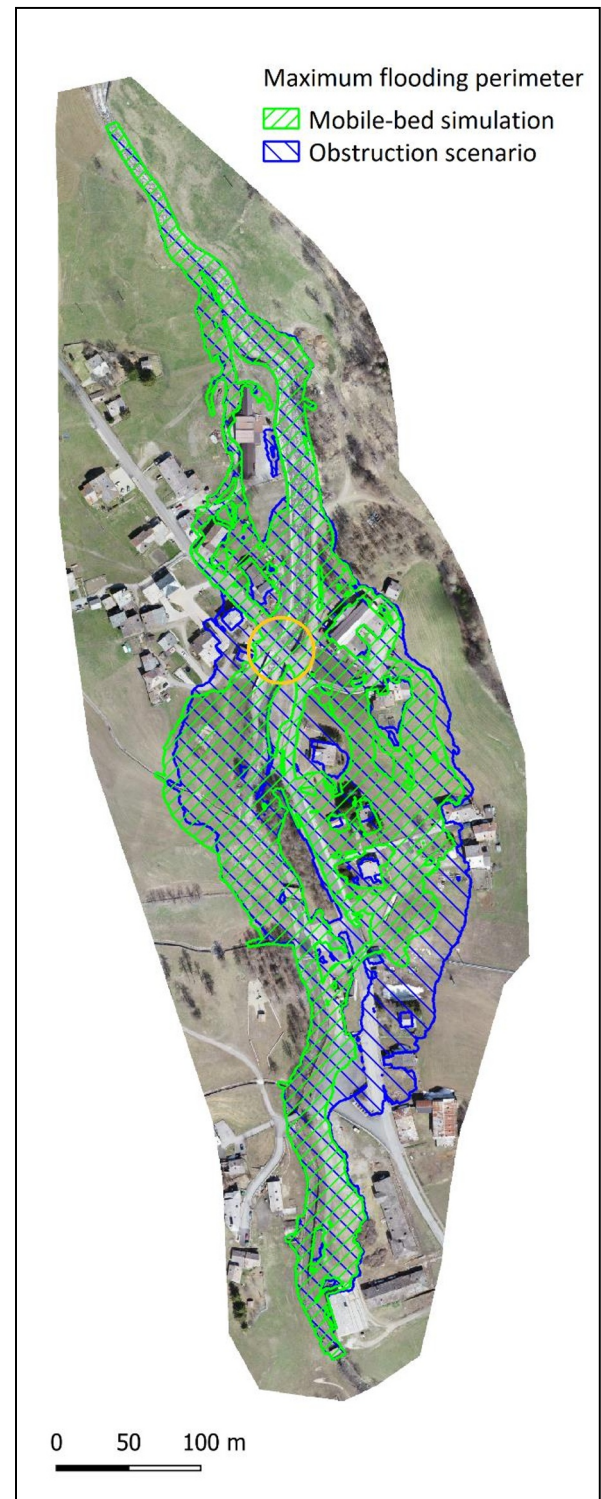 Maximum flooding perimeter
Mobile-bed simulation
Obstruction scenario
0 50 100 m